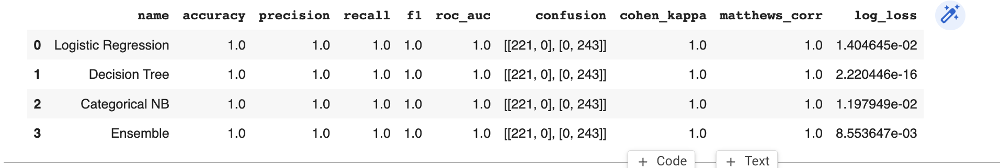 name accuracy precision recall f1 roc_auc confusion cohen_kappa matthews_corr log_loss
0 Logistic Regression 1.0 1.0 1.0 1.0 1.0 [[221, 0], [0, 243]] 1.0 1.0 1.404645e-02
1 Decision Tree 1.0 1.0 1.0 1.0 1.0 [[221, 0], [0, 243]] 1.0 1.0 2.220446e-16
2 Categorical NB 1.0 1.0 1.0 1.0 1.0 [[221, 0], [0, 243]] 1.0 1.0 1.197949e-02
3 Ensemble 1.0 1.0 1.0 1.0 1.0 [[221, 0], [0, 243]] 1.0 1.0 8.553647e-03
+ Code + Text